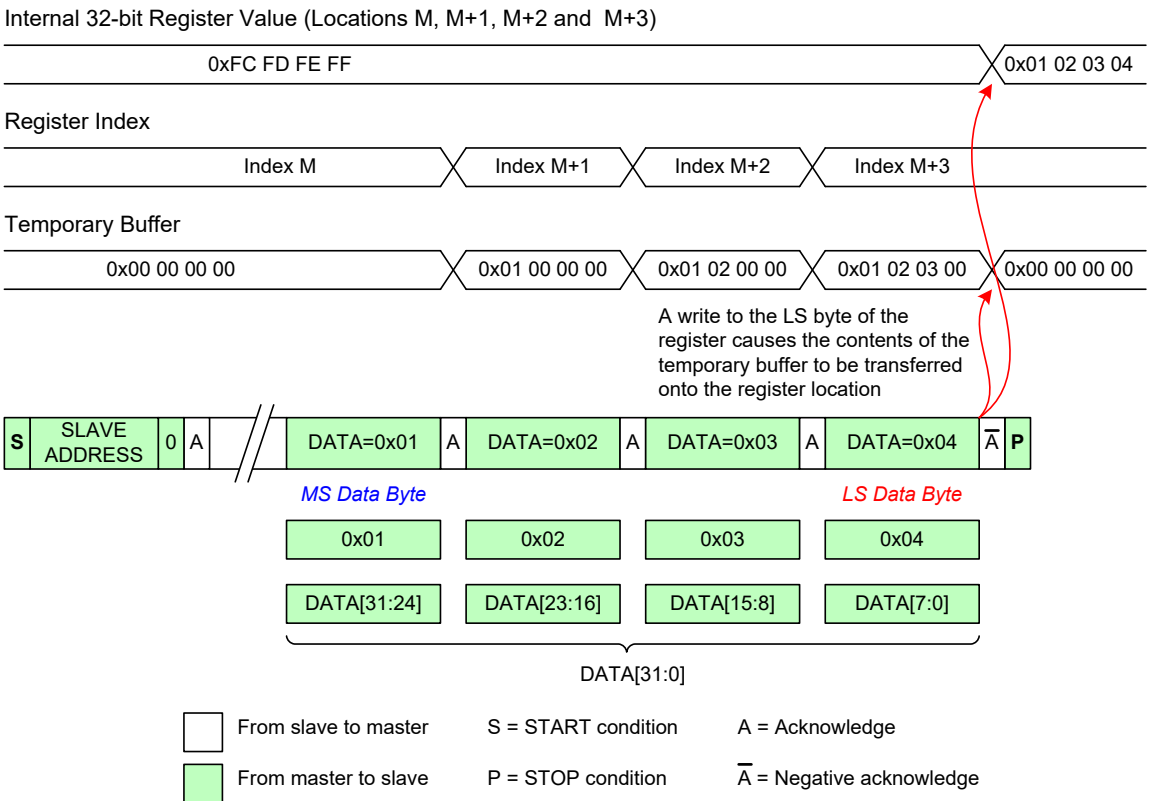 Internal 32-bit Register Value (Locations M, M+1, M+2 and  M+3)
0xFC FD FE FF
0x01 02 03 04
Register Index
Index M
Index M+1
Index M+2
Index M+3
Temporary Buffer
0x00 00 00 00
0x01 00 00 00
0x01 02 00 00
0x01 02 03 00
0x00 00 00 00
A write to the LS byte of the
register causes the contents of the
temporary buffer to be transferred
onto the register location
S
SLAVE
ADDRESS
0
A
DATA=0x01
A
DATA=0x02
A
DATA=0x03
A
DATA=0x04
A̅
P
MS Data Byte
LS Data Byte
0x01
0x02
0x03
0x04
DATA[31:24]
DATA[23:16]
DATA[15:8]
DATA[7:0]
DATA[31:0]
From slave to master
S = START condition
A = Acknowledge
From master to slave
P = STOP condition
A̅ = Negative acknowledge